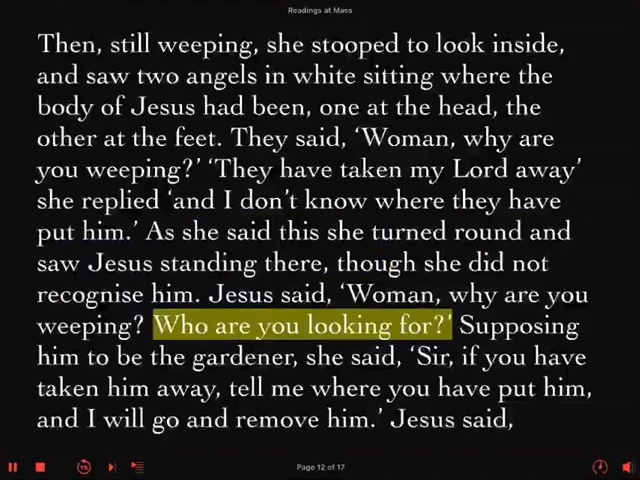 Readings at Mass
Then, still weeping, she stooped to look inside,
and saw two angels in white sitting where the
body of Jesus had been, one at the head, the
other at the feet. They said, ‘Woman, why are
you weeping?’ ‘They have taken my Lord away’
she replied ‘and I don’t know where they have
put him.’ As she said this she turned round and
saw Jesus standing there, though she did not
recognise him. Jesus said, ‘Woman, why are you
weeping? Who are you looking for?’ Supposing
him to be the gardener, she said, ‘Sir, if you have
taken him away, tell me where you have put him,
and I will go and remove him.’ Jesus said,
15
Page 12 of 17